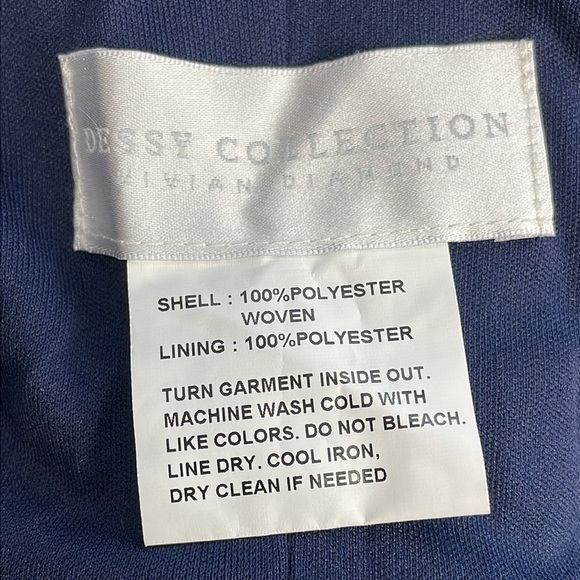 DESSY COLLECTION
VIVIAN DIAMOND
SHELL : 100%POLYESTER
WOVEN
LINING : 100%POLYESTER
TURN GARMENT INSIDE OUT.
MACHINE WASH COLD WITH
LIKE COLORS. DO NOT BLEACH.
LINE DRY. COOL IRON,
DRY CLEAN IF NEEDED